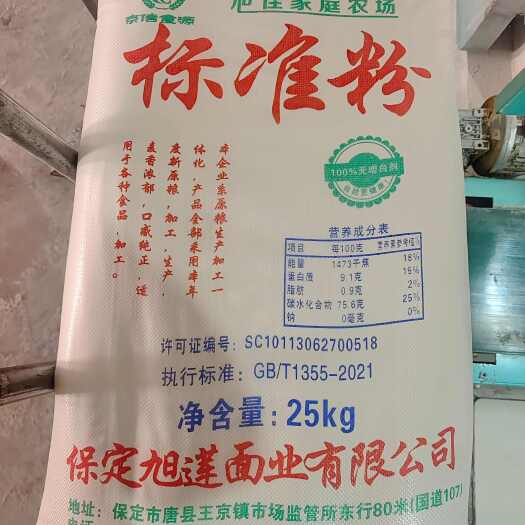 京信食源
旭佳家庭农场
标准粉
本企业系原粮生产加工一
体化，产品全部采用本年
度新原粮，加工，生产，
麦香浓郁，口感纯正，适
用于各种食品，加工。
100%无增白剂
营养成分表
项目 每100克 营养素参考值%
能量 1473千焦 18%
蛋白质 9.1克 15%
脂肪 0.9克 2%
碳水化合物 75.6克 25%
钠 0毫克 0%
许可证编号：SC10113062700518
执行标准：GB/T1355-2021
净含量：25kg
保定旭莲面业有限公司
地址：保定市唐县王京镇市场监管所东行80米(国道107)